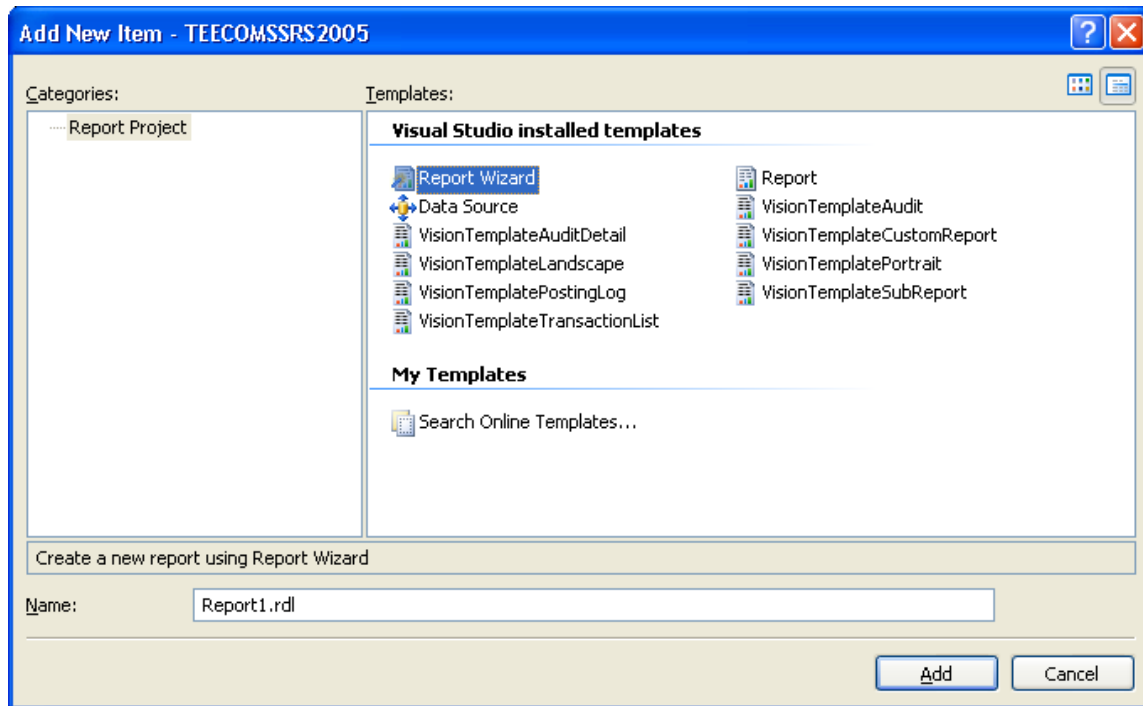 Add New Item - TEECOMSSRS2005
Categories:
Templates:
Report Project
Visual Studio installed templates
Report Wizard
Report
Data Source
VisionTemplateAudit
VisionTemplateAuditDetail
VisionTemplateCustomReport
VisionTemplateLandscape
VisionTemplatePortrait
VisionTemplatePostingLog
VisionTemplateSubReport
VisionTemplateTransactionList
My Templates
Search Online Templates...
Create a new report using Report Wizard
Name:
Report1.rdl
Add
Cancel